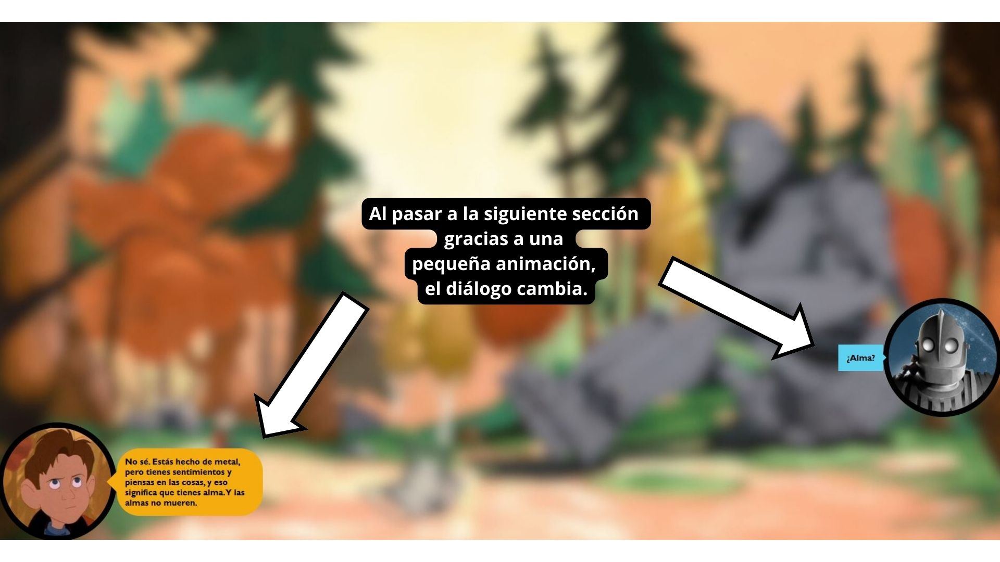 Al pasar a la siguiente sección
gracias a una
pequeña animación,
el diálogo cambia.
¿Alma?
No sé. Estás hecho de metal,
pero tienes sentimientos y
piensas en las cosas, y eso
significa que tienes alma. Y las
almas no mueren.